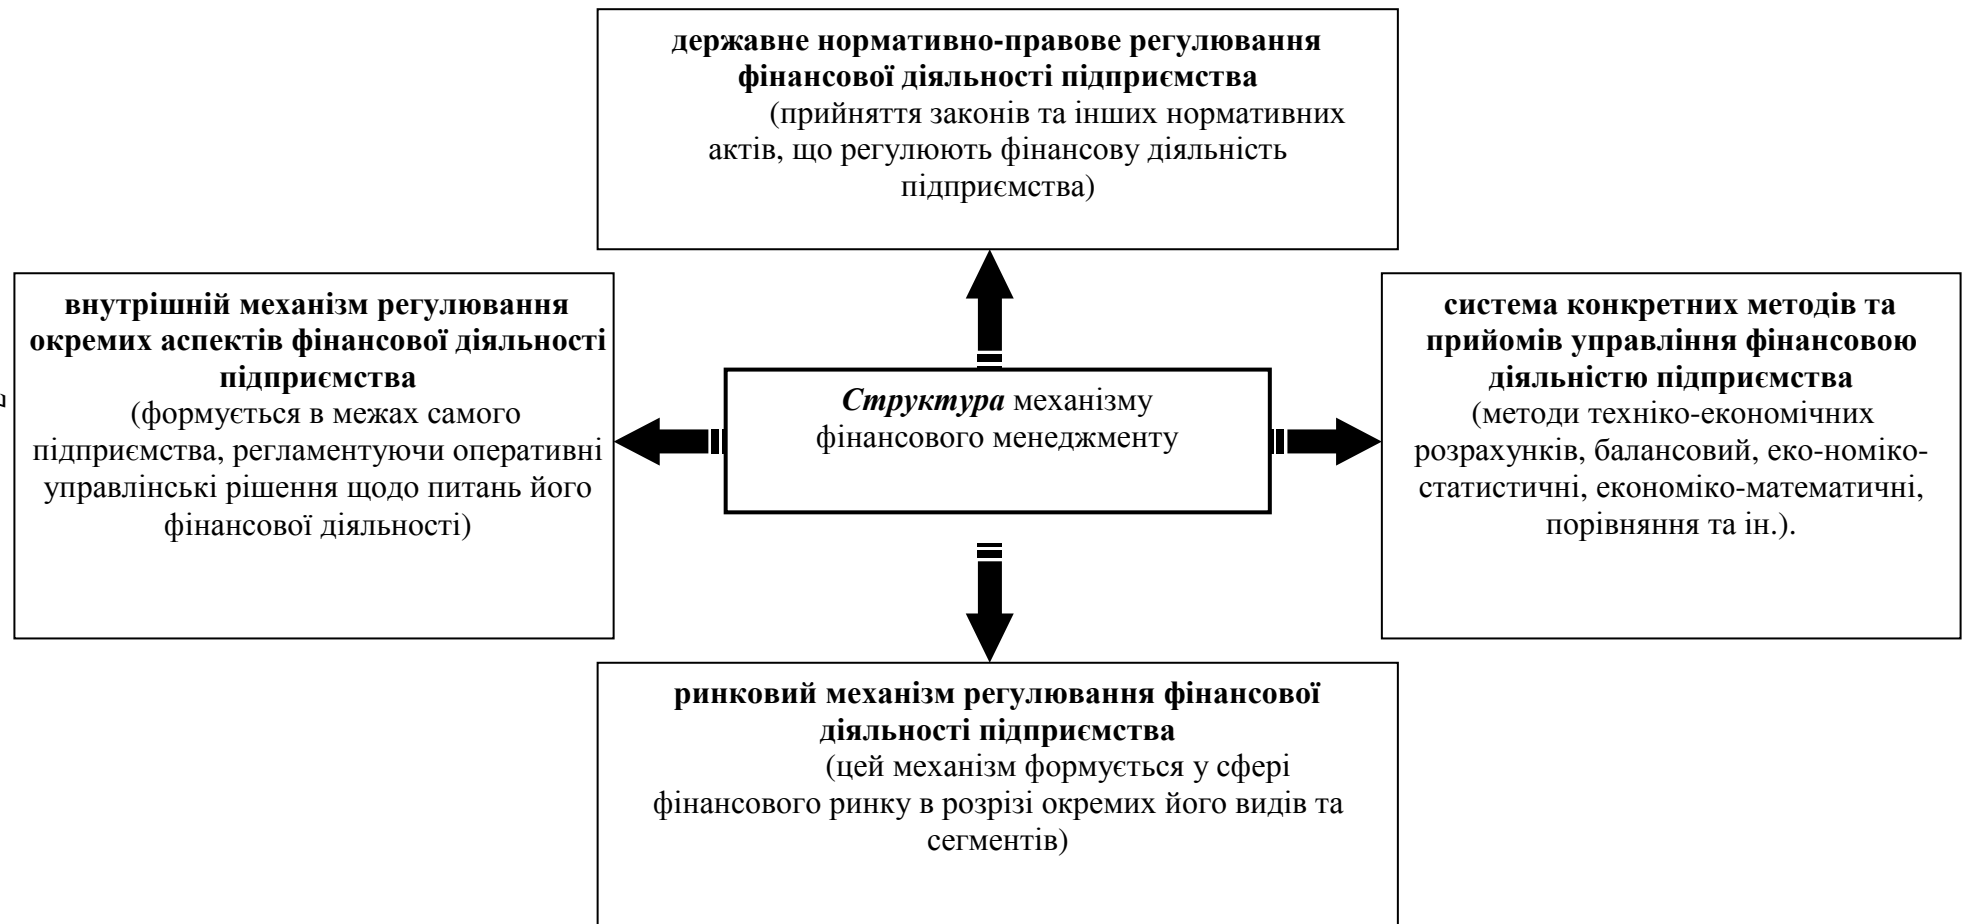 державне нормативно-правове регулювання
фінансової діяльності підприємства
(прийняття законів та інших нормативних
актів, що регулюють фінансову діяльність
підприємства)
внутрішній механізм регулювання
окремих аспектів фінансової діяльності
підприємства
(формується в межах самого
підприємства, регламентуючи оперативні
управлінські рішення щодо питань його
фінансової діяльності)
Структура механізму
фінансового менеджменту
система конкретних методів та
прийомів управління фінансовою
діяльністю підприємства
(методи техніко-економічних
розрахунків, балансовий, еко-номіко-
статистичні, економіко-математичні,
порівняння та ін.).
ринковий механізм регулювання фінансової
діяльності підприємства
(цей механізм формується у сфері
фінансового ринку в розрізі окремих його видів та
сегментів)